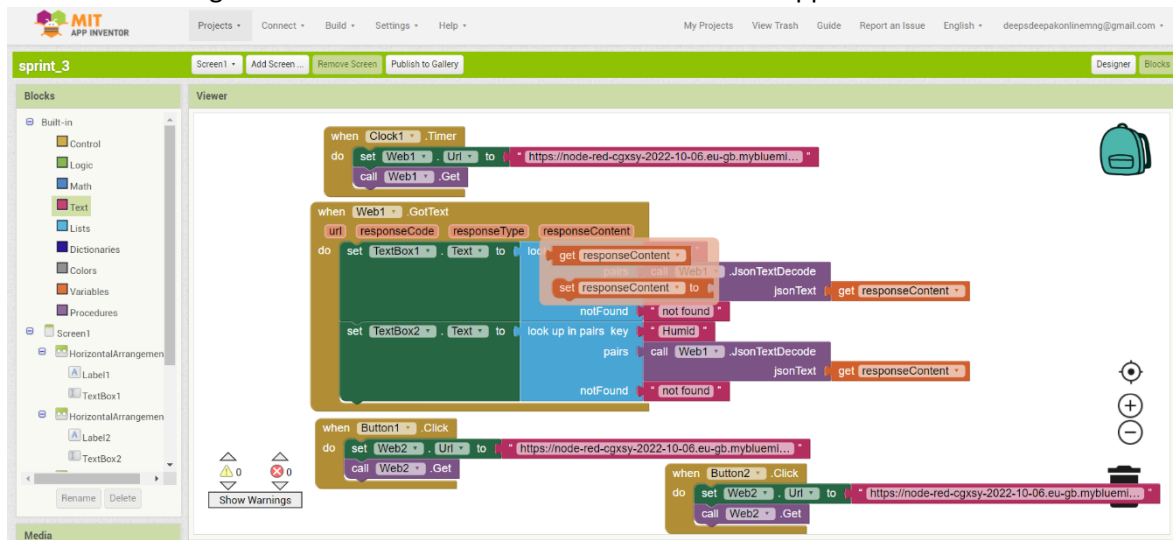 MIT
APP INVENTOR
Projects Connect Build Settings Help My Projects View Trash Guide Report an Issue English deepsdeepakonlinemng@gmail.com
sprint_3 Screen1 Add Screen ... Remove Screen Publish to Gallery Designer Blocks
Blocks Viewer
Built-in
Control
Logic
Math
Text
Lists
Dictionaries
Colors
Variables
Procedures
Screen1
HorizontalArrangemen
Label1
TextBox1
HorizontalArrangemen
Label2
TextBox2
Rename Delete
Media
when Clock1 .Timer
do set Web1 . Url to " https://node-red-cgxsy-2022-10-06.eu-gb.mybluemi... "
call Web1 .Get
when Web1 .GotText
url responseCode responseType responseContent
do set TextBox1 . Text to "
get responseContent
pairs call Web1 .JsonTextDecode
set responseContent to jsonText get responseContent
notFound " not found "
set TextBox2 . Text to look up in pairs key " Humid "
pairs call Web1 .JsonTextDecode
jsonText get responseContent
notFound " not found "
when Button1 .Click
do set Web2 . Url to " https://node-red-cgxsy-2022-10-06.eu-gb.mybluemi... "
call Web2 .Get
when Button2 .Click
do set Web2 . Url to " https://node-red-cgxsy-2022-10-06.eu-gb.mybluemi... "
call Web2 .Get
0 0
Show Warnings